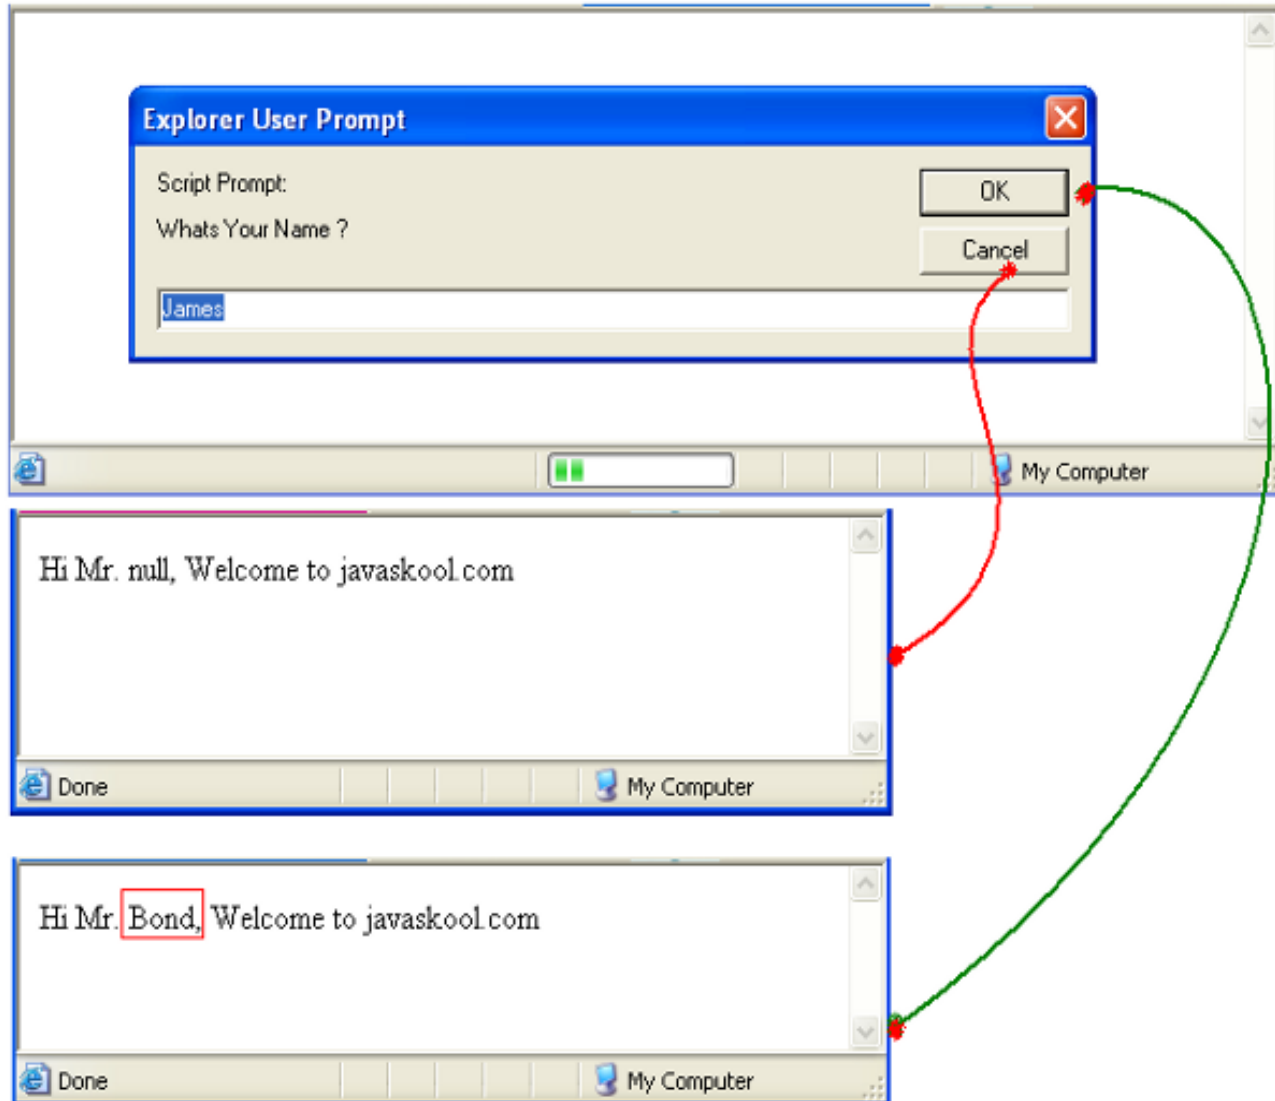 Explorer User Prompt
Script Prompt:
OK
Whats Your Name ?
Cancel
James
My Computer
Hi Mr. null, Welcome to javaskool.com
Done
My Computer
Hi Mr. Bond, Welcome to javaskool.com
Done
My Computer